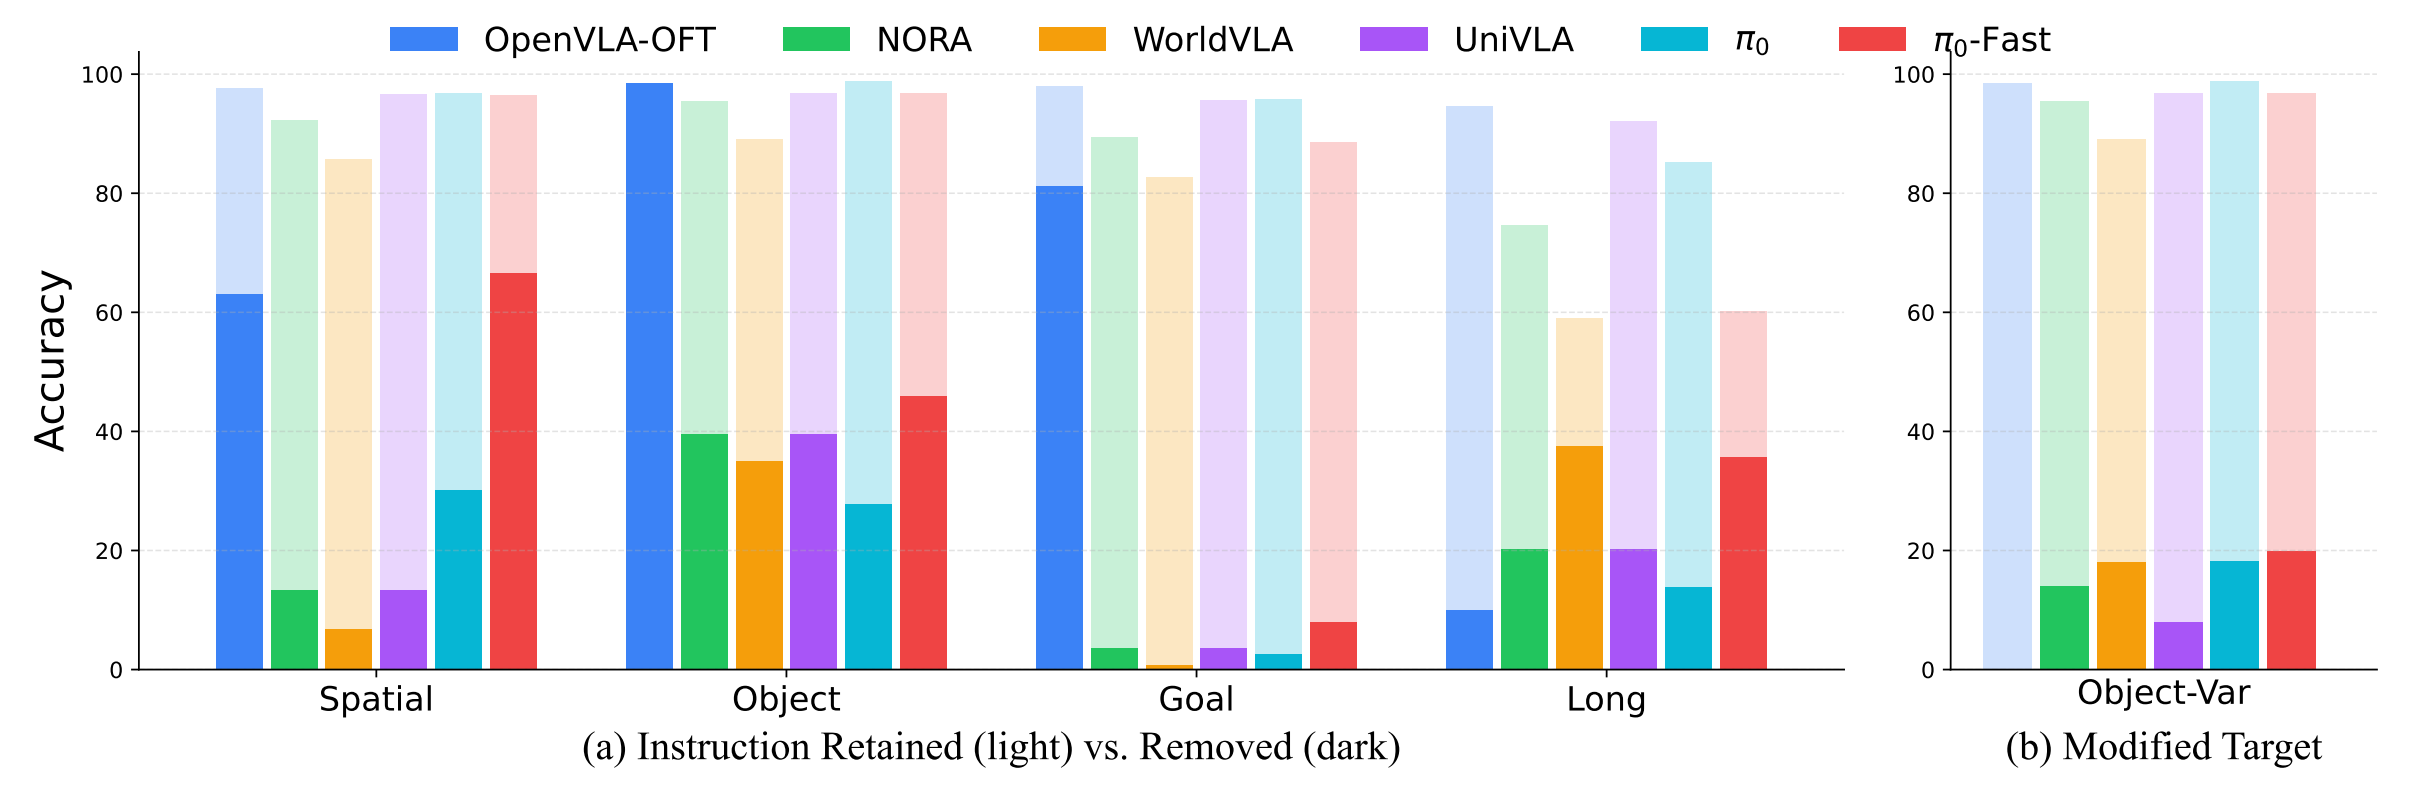 OpenVLA-OFT NORA WorldVLA UniVLA π₀ π₀-Fast
Accuracy
100
80
60
40
20
0
Spatial Object Goal Long
(a) Instruction Retained (light) vs. Removed (dark)
100
80
60
40
20
0
Object-Var
(b) Modified Target